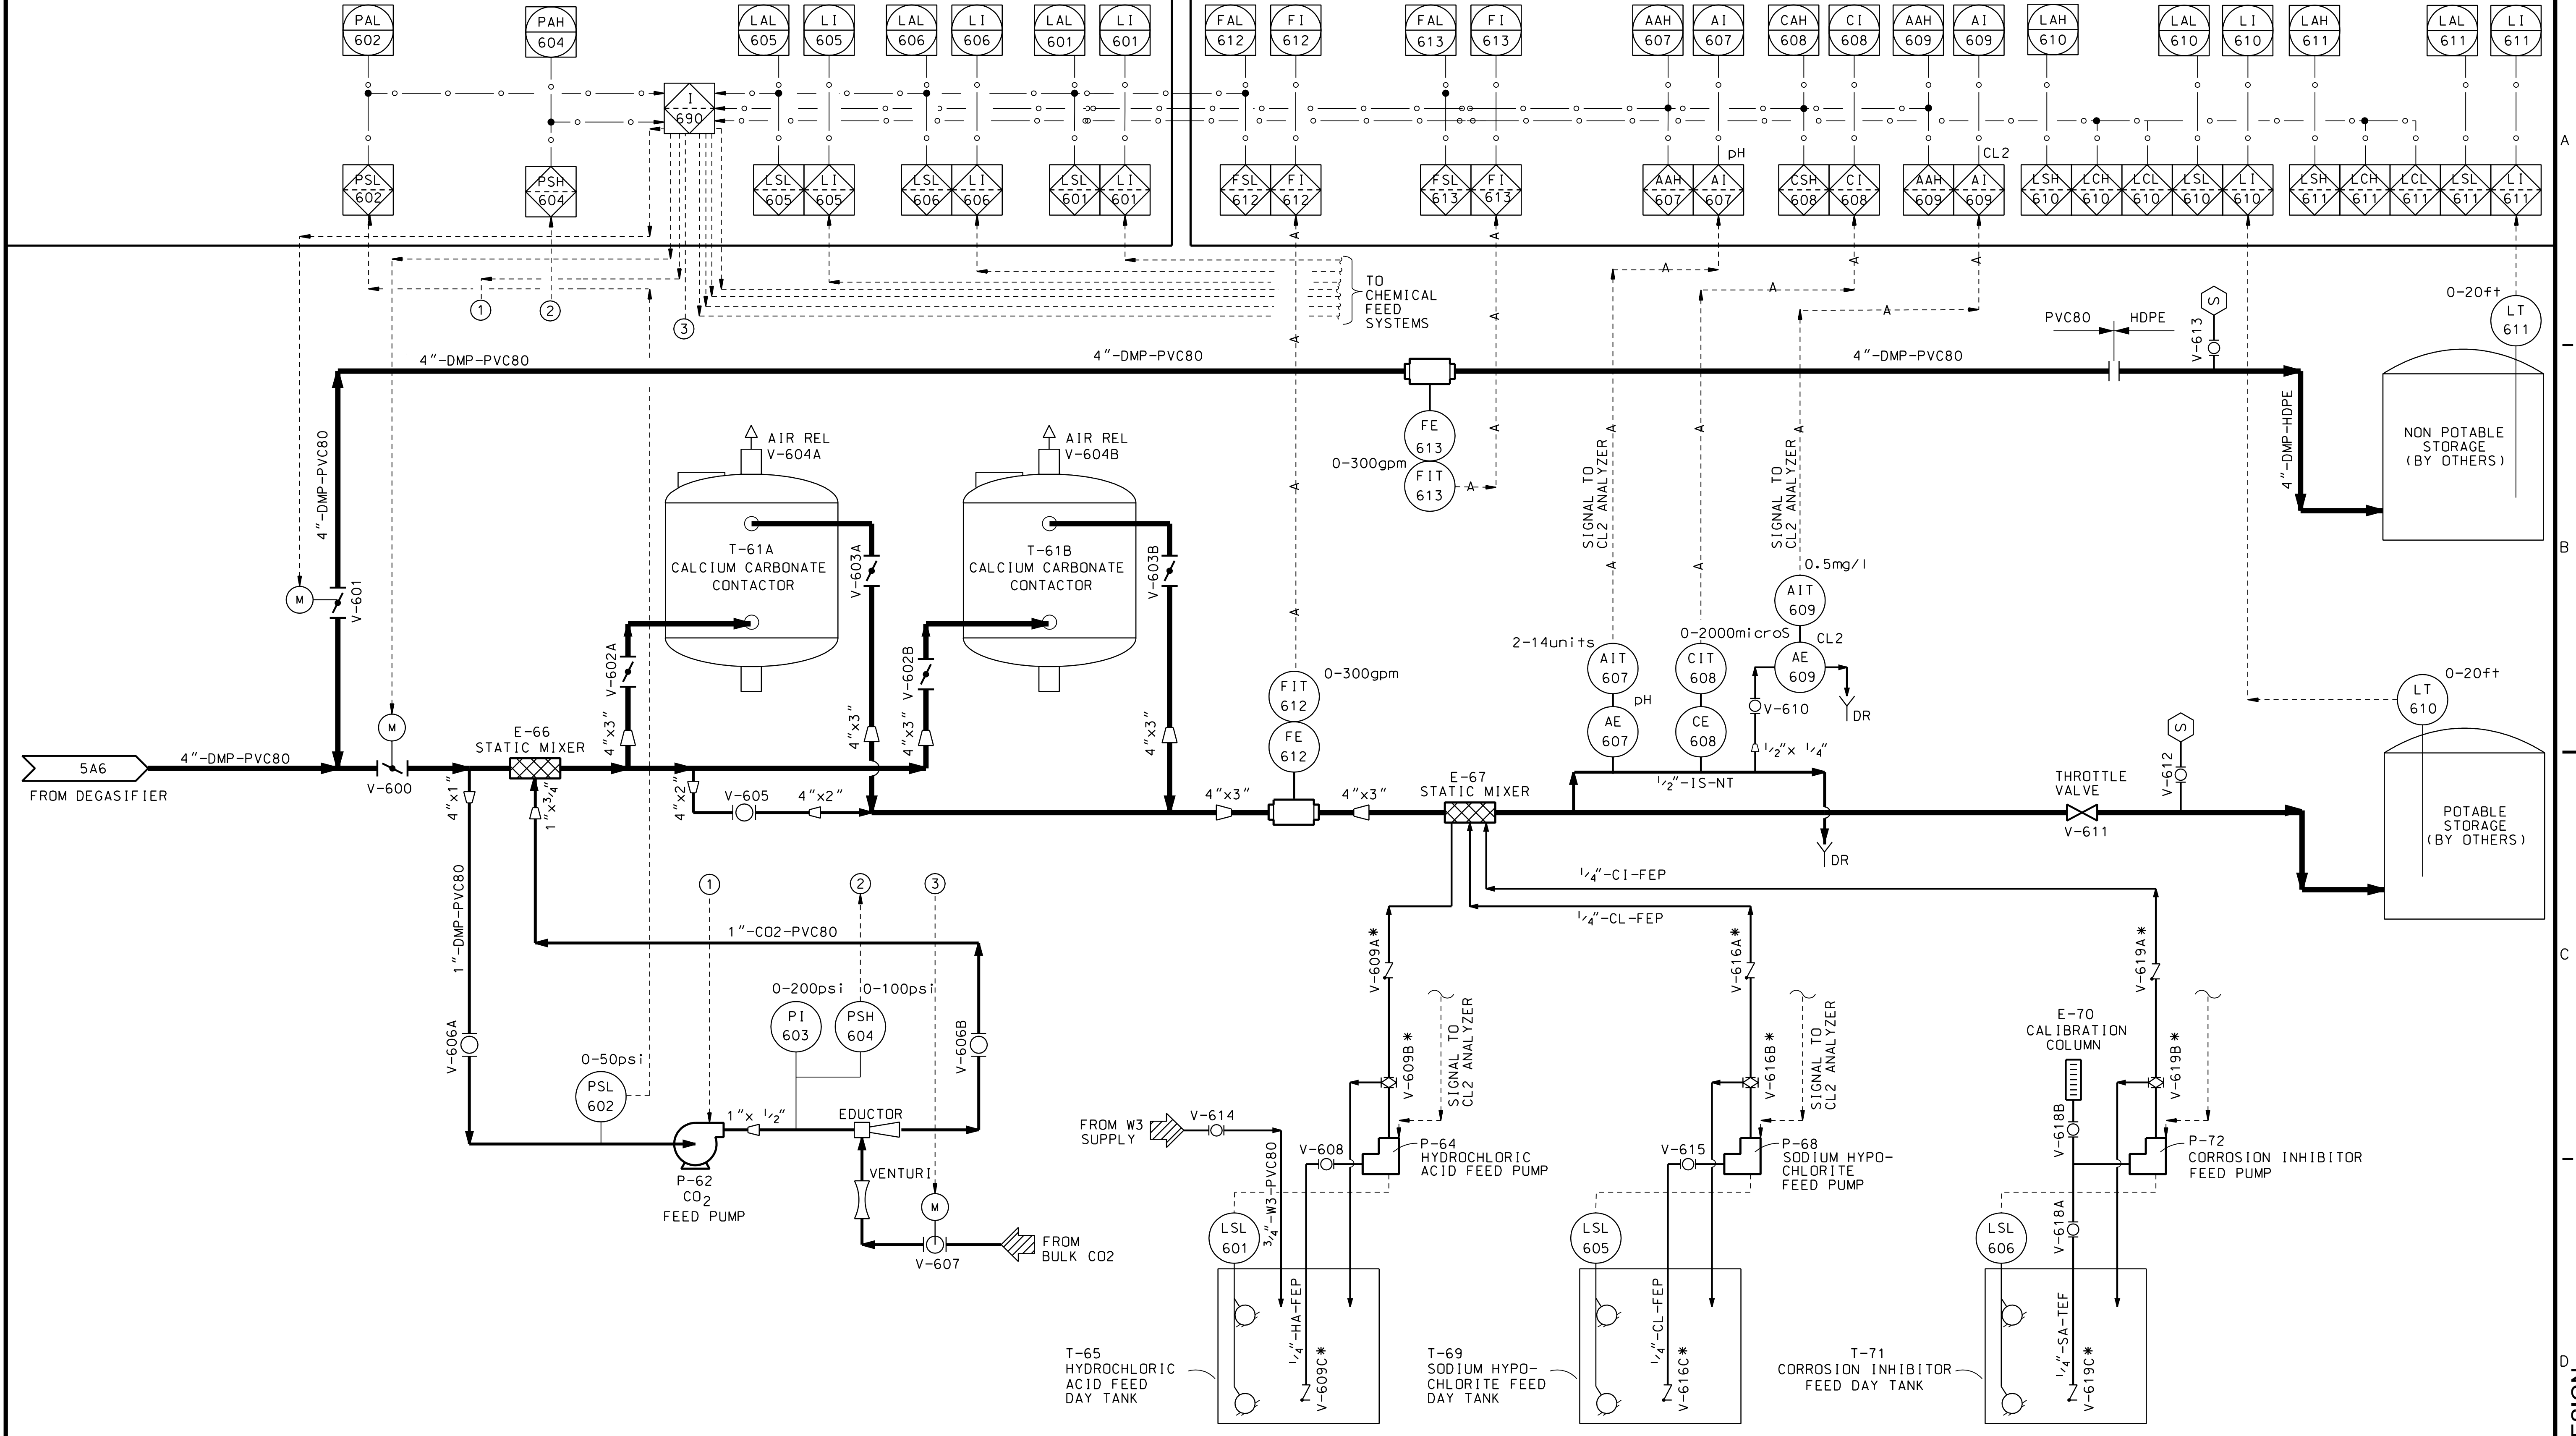 PAL
602
PAH
604
LAL
605
LI
605
LAL
606
LI
606
LAL
601
LI
601
FAL
612
FI
612
FAL
613
FI
613
AAH
607
AI
607
CAH
608
CI
608
AAH
609
AI
609
LAH
610
LAL
610
LI
610
LAH
611
LAL
611
LI
611
I
690
A
pH
CL2
PSL
602
PSH
604
LSL
605
LI
605
LSL
606
LI
606
LSL
601
LI
601
FSL
612
FI
612
FSL
613
FI
613
AAH
607
AI
607
CSH
608
CI
608
AAH
609
AI
609
LSH
610
LCH
610
LCL
610
LSL
610
LI
610
LSH
611
LCH
611
LCL
611
LSL
611
LI
611
A
A
A
A
A
A
A
A
1
2
3
TO
CHEMICAL
FEED
SYSTEMS
A
A
A
PVC80
HDPE
S
V-613
0-20ft
LT
611
4"-DMP-PVC80
4"-DMP-PVC80
4"-DMP-PVC80
4"-DMP-PVC80
AIR REL
V-604A
AIR REL
V-604B
FE
613
0-300gpm
FIT
613
A
A
A
A
A
A
SIGNAL TO
CL2 ANALYZER
SIGNAL TO
CL2 ANALYZER
4"-DMP-HDPE
NON POTABLE
STORAGE
(BY OTHERS)
B
M
V-601
T-61A
CALCIUM CARBONATE
CONTACTOR
V-603A
T-61B
CALCIUM CARBONATE
CONTACTOR
V-603B
A
A
A
0.5mg/l
AIT
609
CL2
AE
609
V-602A
V-602B
2-14units
AIT
607
pH
AE
607
0-2000microS
CIT
608
CE
608
V-610
DR
0-300gpm
FIT
612
FE
612
0-20ft
LT
610
M
V-600
E-66
STATIC MIXER
4"x3"
4"x3"
4"x3"
4"x3"
5A6
FROM DEGASIFIER
4"-DMP-PVC80
4"x1"
1"x3/4"
4"x2"
V-605
4"x2"
4"x3"
4"x3"
E-67
STATIC MIXER
1/2"x 1/4"
1/2"-IS-NT
DR
THROTTLE
VALVE
V-611
S
V-612
POTABLE
STORAGE
(BY OTHERS)
1"-DMP-PVC80
1
2
3
1"-CO2-PVC80
1/4"-CI-FEP
1/4"-CL-FEP
V-609A*
V-616A*
V-619A*
C
V-606A
0-50psi
PSL
602
0-200psi
PI
603
0-100psi
PSH
604
V-606B
1"x 1/2"
EDUCTOR
P-62
CO2
FEED PUMP
VENTURI
M
V-607
FROM
BULK CO2
FROM W3
SUPPLY
V-614
3/4"-W3-PVC80
V-608
V-609B*
SIGNAL TO
CL2 ANALYZER
P-64
HYDROCHLORIC
ACID FEED PUMP
V-615
V-616B*
SIGNAL TO
CL2 ANALYZER
P-68
SODIUM HYPO-
CHLORITE
FEED PUMP
E-70
CALIBRATION
COLUMN
V-618B
V-619B*
P-72
CORROSION INHIBITOR
FEED PUMP
V-618A
LSL
601
LSL
605
LSL
606
1/4"-HA-FEP
V-609C*
1/4"-CL-FEP
V-616C*
1/4"-SA-TEF
V-619C*
T-65
HYDROCHLORIC
ACID FEED
DAY TANK
T-69
SODIUM HYPO-
CHLORITE FEED
DAY TANK
T-71
CORROSION INHIBITOR
FEED DAY TANK
D